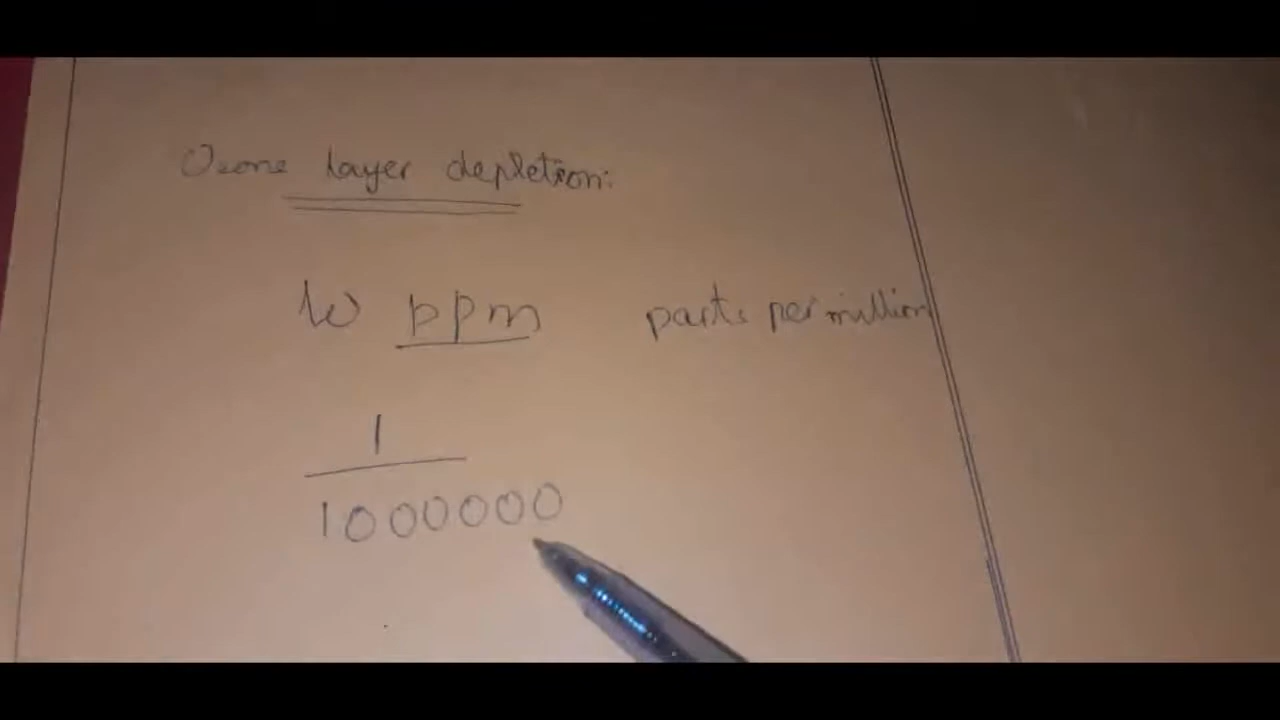 Ozone layer depletion:
10 ppm parts per million
1
1000000